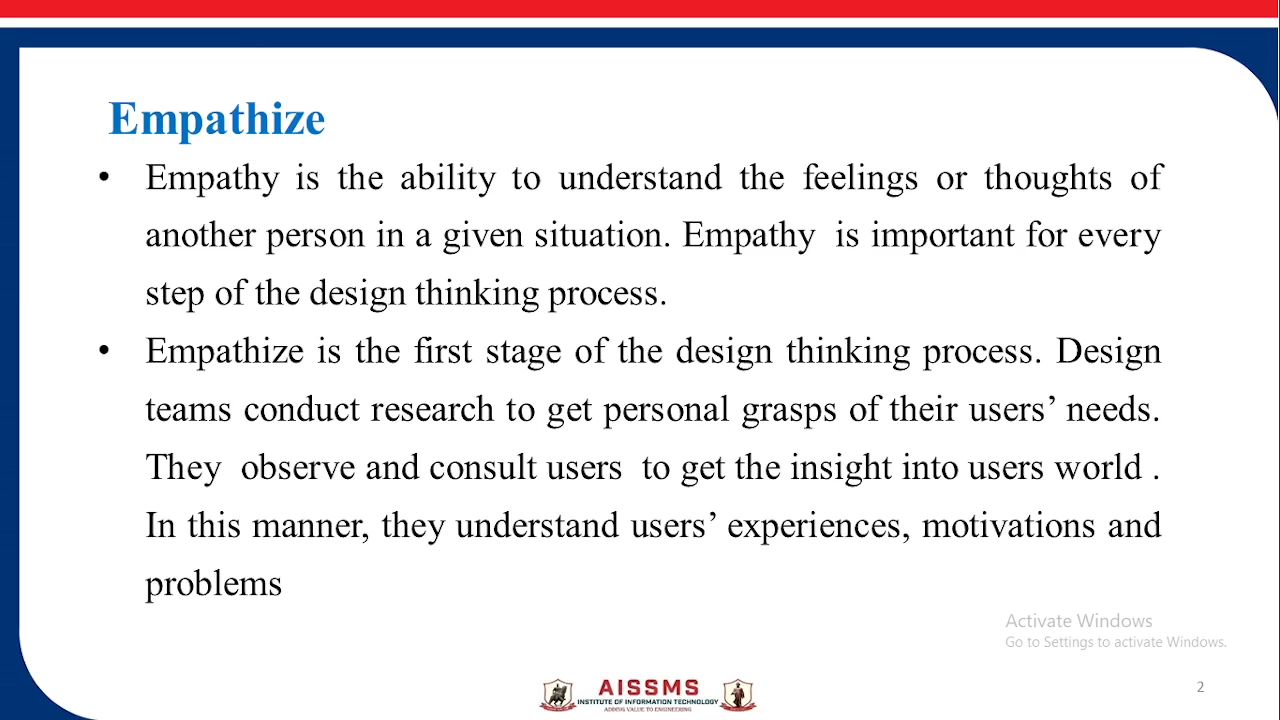 Empathize
• Empathy is the ability to understand the feelings or thoughts of
another person in a given situation. Empathy is important for every
step of the design thinking process.
• Empathize is the first stage of the design thinking process. Design
teams conduct research to get personal grasps of their users’ needs.
They observe and consult users to get the insight into users world .
In this manner, they understand users’ experiences, motivations and
problems
Activate Windows
Go to Settings to activate Windows.
AISSMS
INSTITUTE OF INFORMATION TECHNOLOGY
ADDING VALUE TO ENGINEERING
2